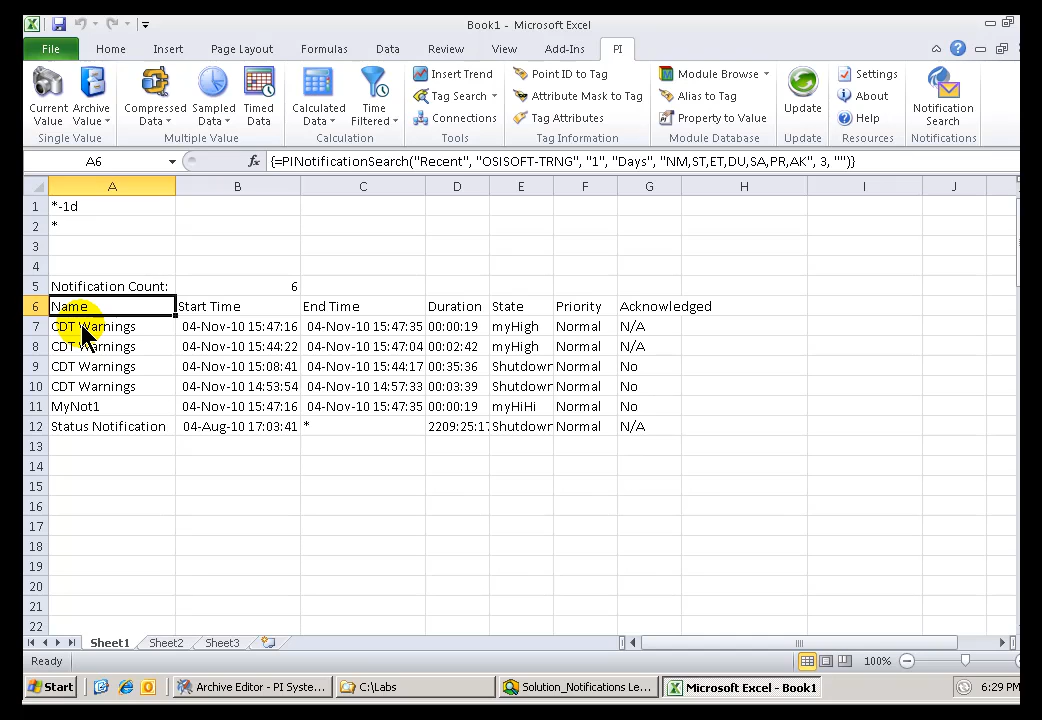 Book1 - Microsoft Excel
File Home Insert Page Layout Formulas Data Review View Add-Ins PI
Current Value Archive Value Compressed Data Sampled Data Timed Data Calculated Data Time Filtered Insert Trend Tag Search Connections Point ID to Tag Attribute Mask to Tag Tag Attributes Module Browse Alias to Tag Property to Value Update Settings About Help Notification Search
Single Value Multiple Value Calculation Tools Tag Information Module Database Update Resources Notifications
A6 fx {=PINotificationSearch("Recent", "OSISOFT-TRNG", "1", "Days", "NM,ST,ET,DU,SA,PR,AK", 3, "")}
A B C D E F G H I J
1 *-1d
2 *
3
4
5 Notification Count: 6
6 Name Start Time End Time Duration State Priority Acknowledged
7 CDT Warnings 04-Nov-10 15:47:16 04-Nov-10 15:47:35 00:00:19 myHigh Normal N/A
8 CDT Warnings 04-Nov-10 15:44:22 04-Nov-10 15:47:04 00:02:42 myHigh Normal N/A
9 CDT Warnings 04-Nov-10 15:08:41 04-Nov-10 15:44:17 00:35:36 Shutdown Normal No
10 CDT Warnings 04-Nov-10 14:53:54 04-Nov-10 14:57:33 00:03:39 Shutdown Normal No
11 MyNot1 04-Nov-10 15:47:16 04-Nov-10 15:47:35 00:00:19 myHiHi Normal No
12 Status Notification 04-Aug-10 17:03:41 * 2209:25:17 Shutdown Normal N/A
13
14
15
16
17
18
19
20
21
22
Sheet1 Sheet2 Sheet3
Ready 100%
Start Archive Editor - PI Syste... C:\Labs Solution_Notifications Le... Microsoft Excel - Book1 6:29 PM